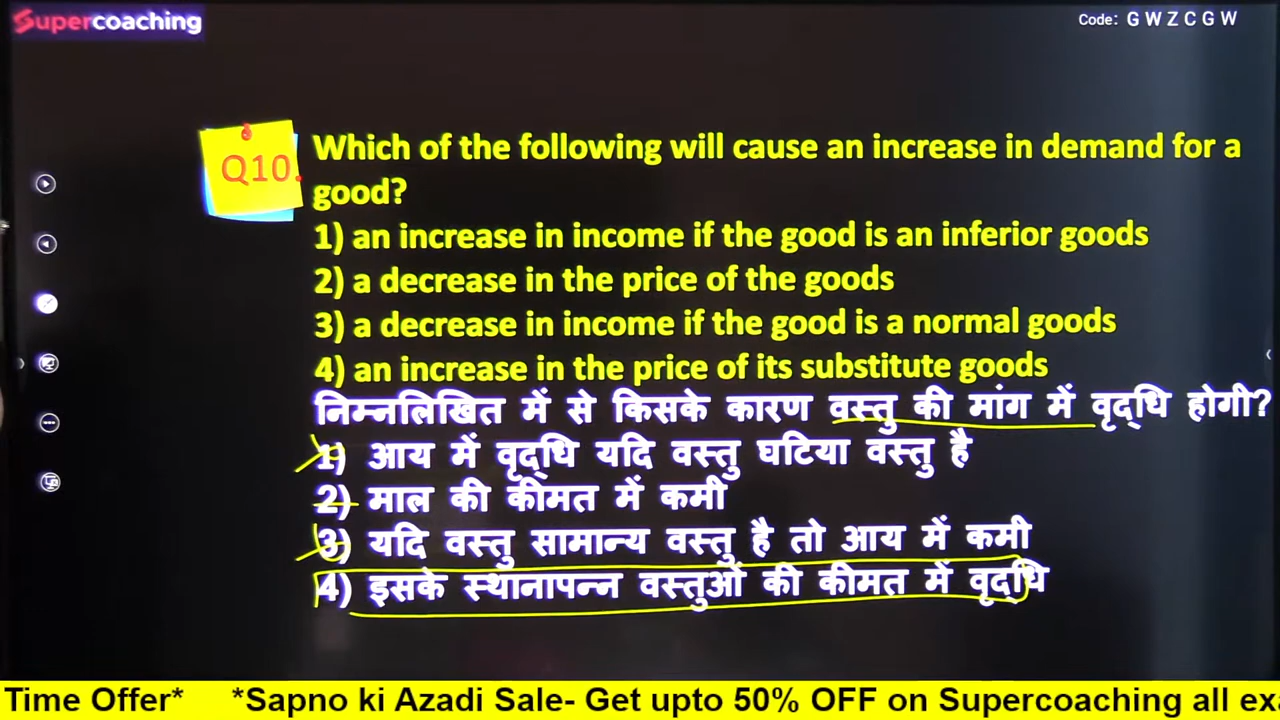 Supercoaching
Code: G W Z C G W
Q10.
Which of the following will cause an increase in demand for a
good?
1) an increase in income if the good is an inferior goods
2) a decrease in the price of the goods
3) a decrease in income if the good is a normal goods
4) an increase in the price of its substitute goods
निम्नलिखित में से किसके कारण वस्तु की मांग में वृद्धि होगी?
1) आय में वृद्धि यदि वस्तु घटिया वस्तु है
2) माल की कीमत में कमी
3) यदि वस्तु सामान्य वस्तु है तो आय में कमी
4) इसके स्थानापन्न वस्तुओं की कीमत में वृद्धि
Time Offer* *Sapno ki Azadi Sale- Get upto 50% OFF on Supercoaching all exa